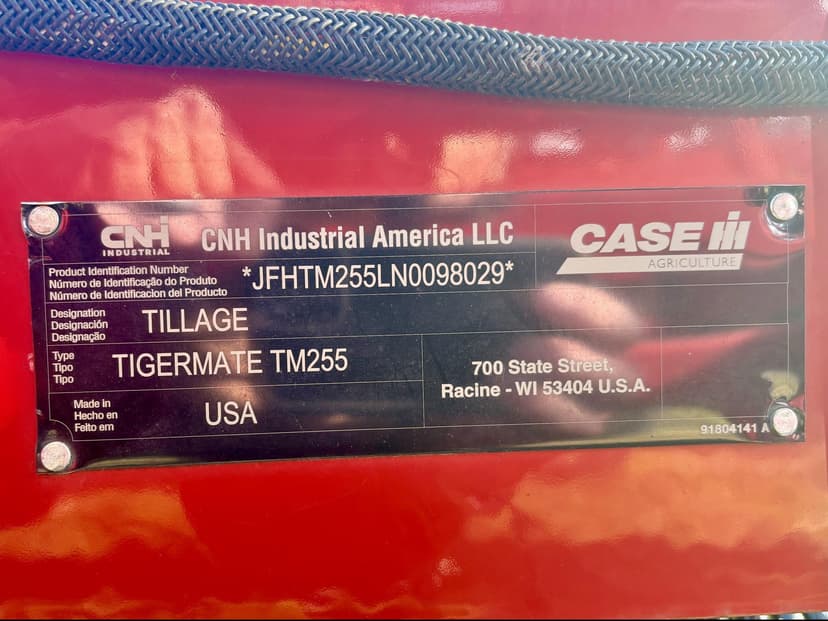 CNH
INDUSTRIAL
CNH Industrial America LLC
CASE IH
AGRICULTURE
Product Identification Number
Número de Identificação do Produto
Número de Identificacion del Producto
*JFHTM255LN0098029*
Designation
Designación
Designação
TILLAGE
Type
Tipo
Tipo
TIGERMATE TM255
700 State Street,
Racine - WI 53404 U.S.A.
Made in
Hecho en
Feito em
USA
91804141 A